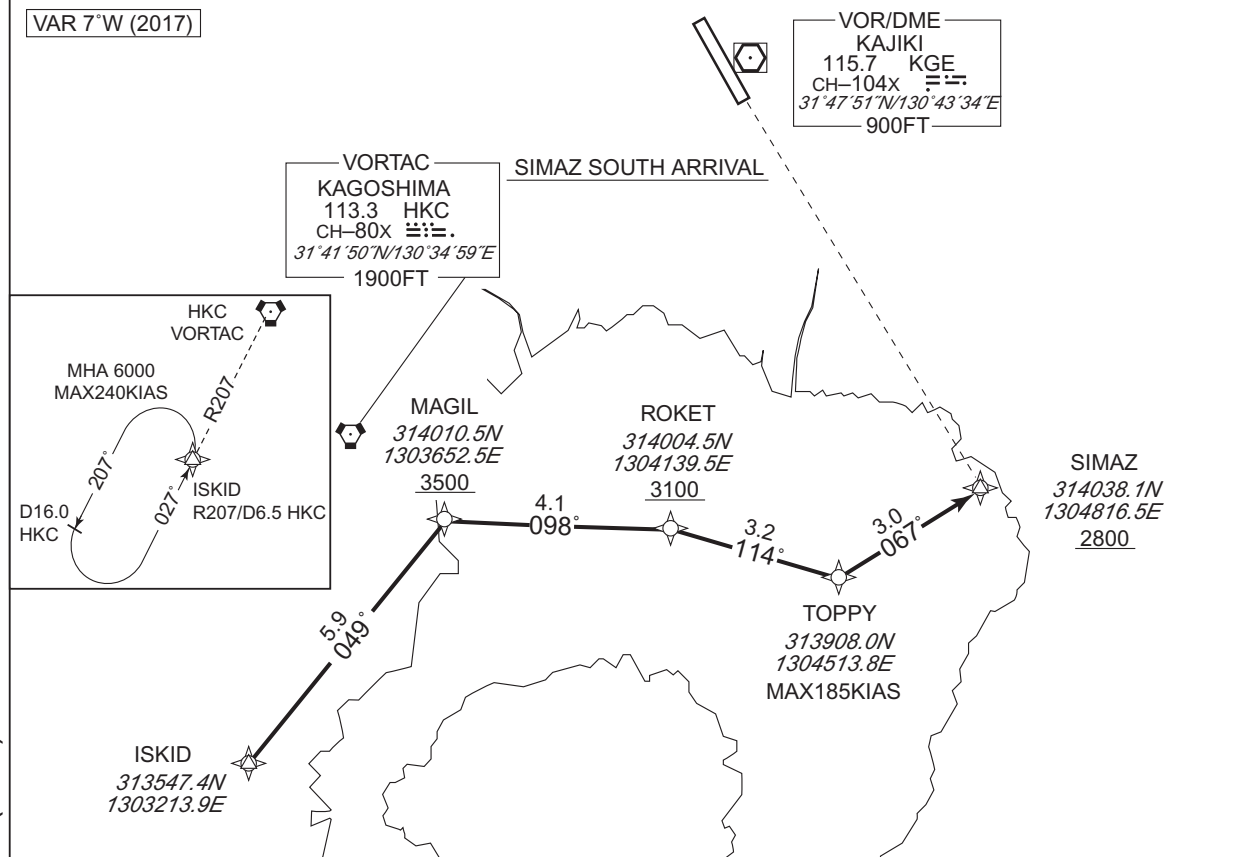 VAR 7˚W (2017)
VOR/DME
KAJIKI
115.7 KGE
CH–104X
31˚47´51˝N/130˚43´34˝E
900FT
SIMAZ SOUTH ARRIVAL
VORTAC
KAGOSHIMA
113.3 HKC
CH–80X
31˚41´50˝N/130˚34´59˝E
1900FT
HKC
VORTAC
MHA 6000
MAX240KIAS
R207
207˚
027˚
D16.0
HKC
ISKID
R207/D6.5 HKC
MAGIL
314010.5N
1303652.5E
3500
ROKET
314004.5N
1304139.5E
3100
SIMAZ
314038.1N
1304816.5E
2800
4.1
098˚
3.2
114˚
3.0
067˚
TOPPY
313908.0N
1304513.8E
MAX185KIAS
5.9
049˚
ISKID
313547.4N
1303213.9E